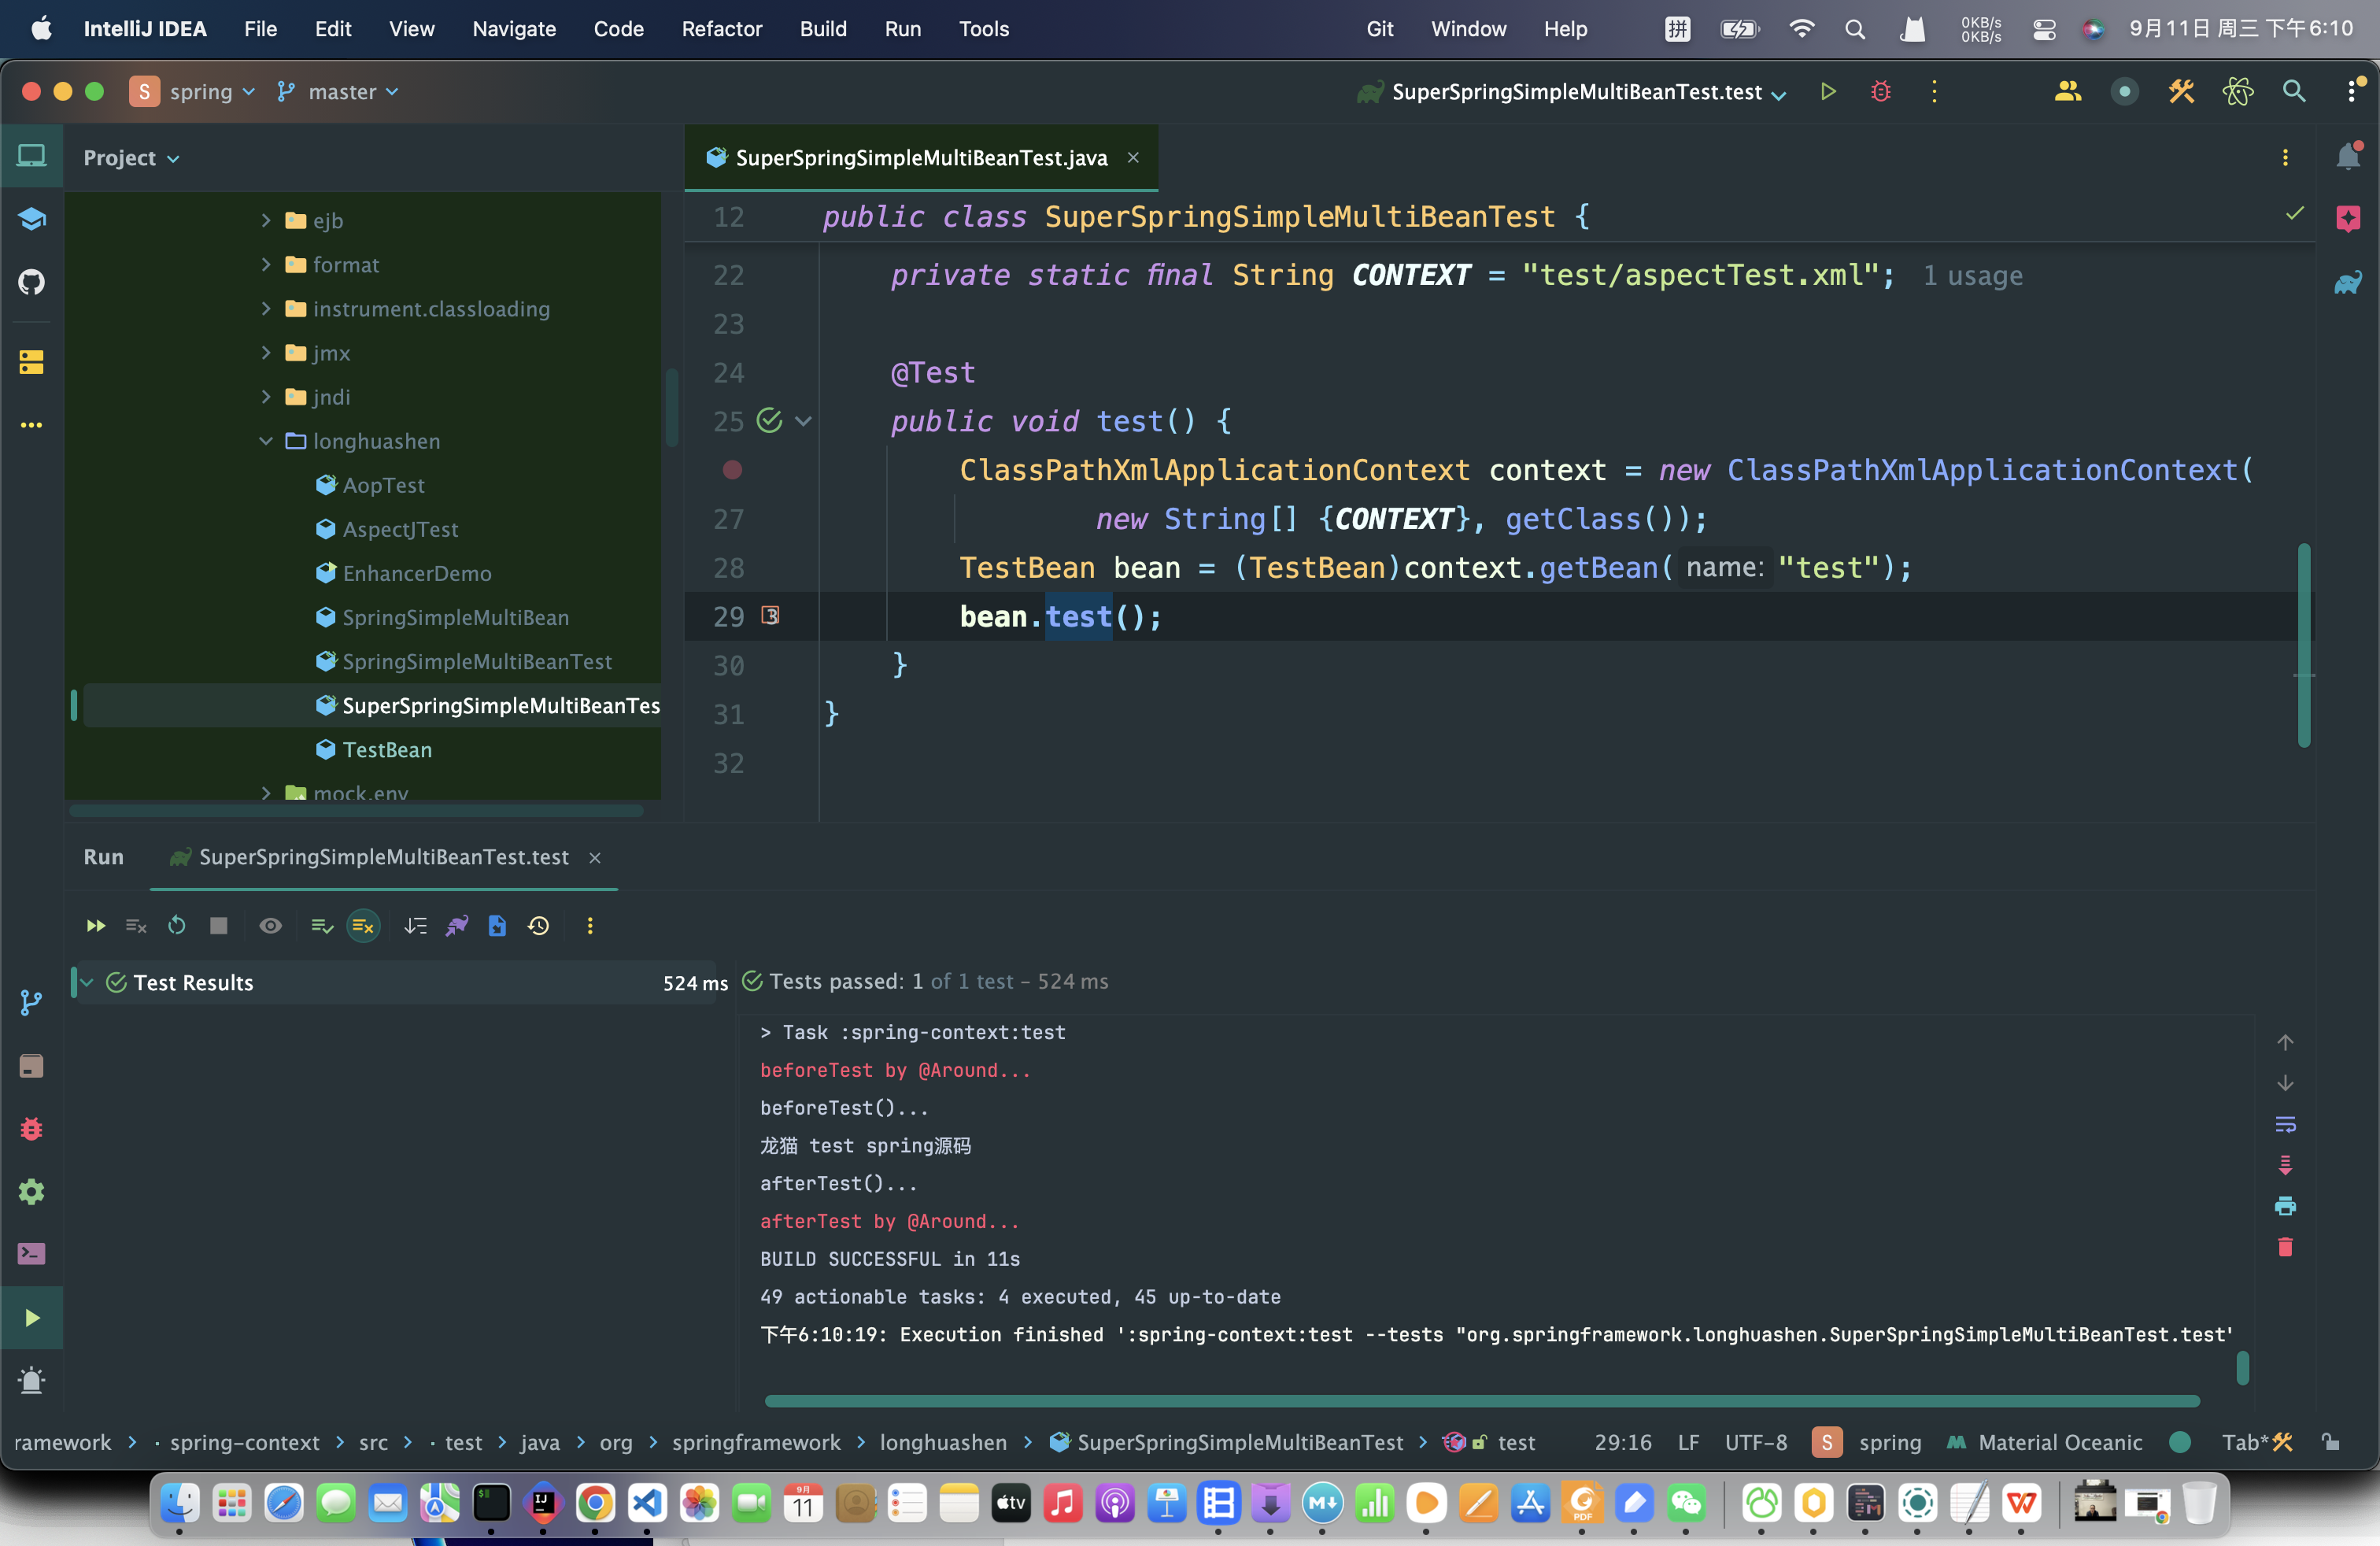 IntelliJ IDEA File Edit View Navigate Code Refactor Build Run Tools Git Window Help 拼 0KB/s 0KB/s 9月11日 周三 下午6:10
S spring master SuperSpringSimpleMultiBeanTest.test
Project
SuperSpringSimpleMultiBeanTest.java
ejb
format
instrument.classloading
jmx
jndi
longhuashen
AopTest
AspectJTest
EnhancerDemo
SpringSimpleMultiBean
SpringSimpleMultiBeanTest
SuperSpringSimpleMultiBeanTes
TestBean
mock.env
12 public class SuperSpringSimpleMultiBeanTest {
22 private static final String CONTEXT = "test/aspectTest.xml"; 1 usage
23
24 @Test
25 public void test() {
ClassPathXmlApplicationContext context = new ClassPathXmlApplicationContext(
27 new String[] {CONTEXT}, getClass());
28 TestBean bean = (TestBean)context.getBean( name: "test");
29 bean.test();
30 }
31 }
32
Run SuperSpringSimpleMultiBeanTest.test
Test Results 524 ms
Tests passed: 1 of 1 test – 524 ms
> Task :spring-context:test
beforeTest by @Around...
beforeTest()...
龙猫 test spring源码
afterTest()...
afterTest by @Around...
BUILD SUCCESSFUL in 11s
49 actionable tasks: 4 executed, 45 up-to-date
下午6:10:19: Execution finished ':spring-context:test --tests "org.springframework.longhuashen.SuperSpringSimpleMultiBeanTest.test'
ramework › spring-context › src › test › java › org › springframework › longhuashen › SuperSpringSimpleMultiBeanTest › test 29:16 LF UTF-8 S spring Material Oceanic Tab*
IJ 9月 11 tv M PDF W